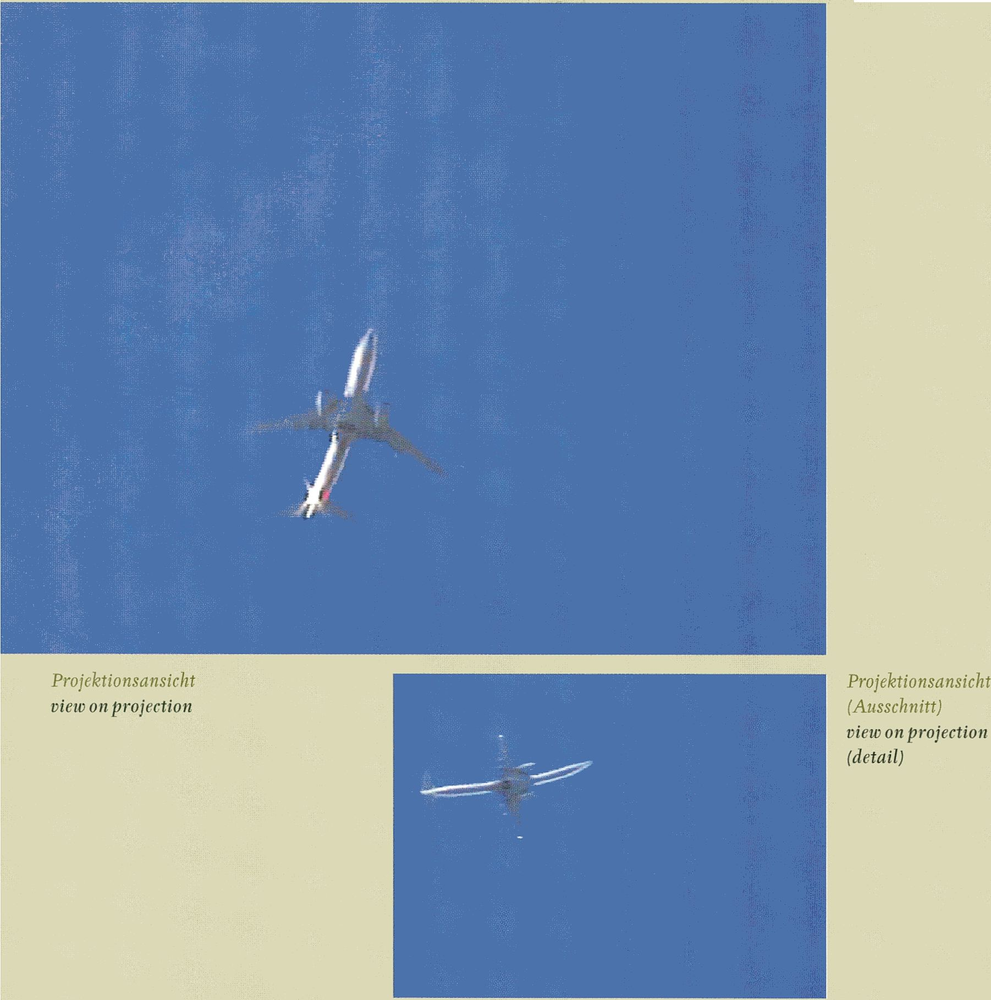 Projektionsansicht
view on projection
Projektionsansicht
(Ausschnitt)
view on projection
(detail)